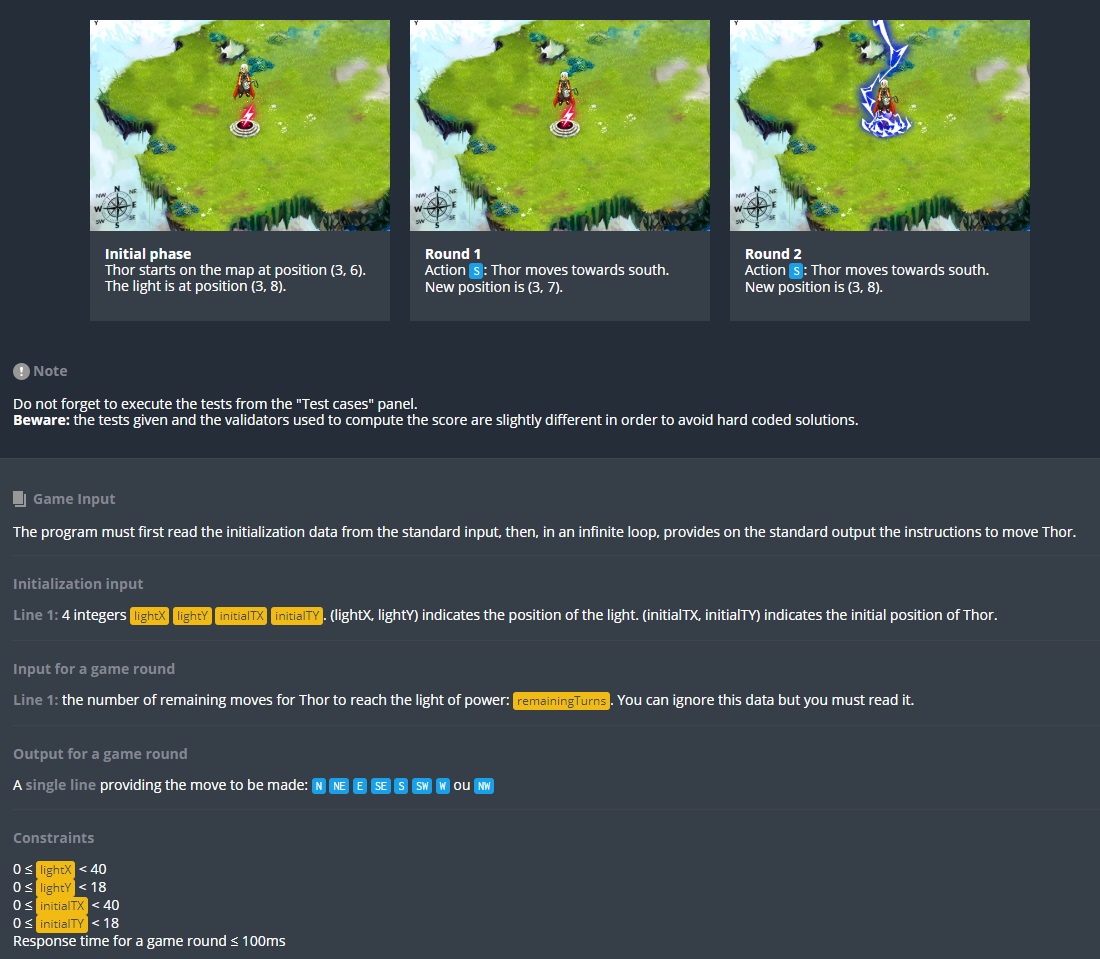 N
NE
E
SE
S
SW
W
NW
N
NE
E
SE
S
SW
W
NW
N
NE
E
SE
S
SW
W
NW
Initial phase
Thor starts on the map at position (3, 6).
The light is at position (3, 8).
Round 1
Action S: Thor moves towards south.
New position is (3, 7).
Round 2
Action S: Thor moves towards south.
New position is (3, 8).
! Note
Do not forget to execute the tests from the "Test cases" panel.
Beware: the tests given and the validators used to compute the score are slightly different in order to avoid hard coded solutions.
Game Input
The program must first read the initialization data from the standard input, then, in an infinite loop, provides on the standard output the instructions to move Thor.
Initialization input
Line 1: 4 integers lightX lightY initialTX initialTY. (lightX, lightY) indicates the position of the light. (initialTX, initialTY) indicates the initial position of Thor.
Input for a game round
Line 1: the number of remaining moves for Thor to reach the light of power: remainingTurns. You can ignore this data but you must read it.
Output for a game round
A single line providing the move to be made: N NE E SE S SW W ou NW
Constraints
0 ≤ lightX < 40
0 ≤ lightY < 18
0 ≤ initialTX < 40
0 ≤ initialTY < 18
Response time for a game round ≤ 100ms